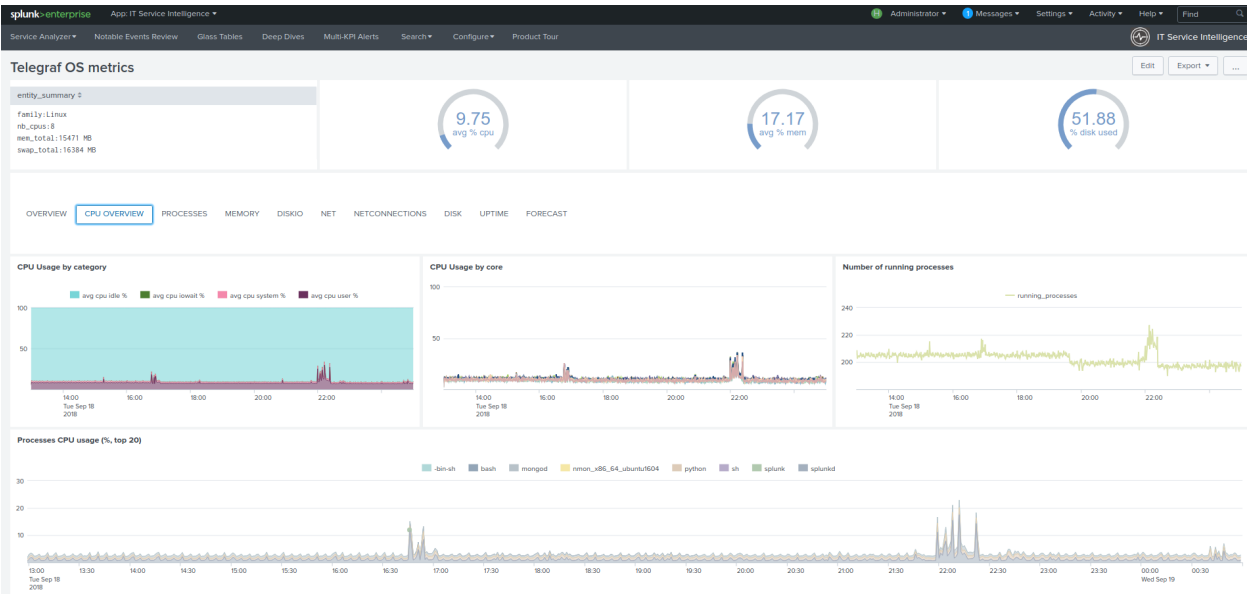 splunk>enterprise App: IT Service Intelligence ▾ H Administrator ▾ 1 Messages ▾ Settings ▾ Activity ▾ Help ▾ Find
Service Analyzer ▾ Notable Events Review Glass Tables Deep Dives Multi-KPI Alerts Search ▾ Configure ▾ Product Tour IT Service Intelligence
Telegraf OS metrics Edit Export ▾ ...
entity_summary
family:Linux
nb_cpus:8
mem_total:15471 MB
swap_total:16384 MB
9.75
avg % cpu
17.17
avg % mem
51.88
% disk used
OVERVIEW CPU OVERVIEW PROCESSES MEMORY DISKIO NET NETCONNECTIONS DISK UPTIME FORECAST
CPU Usage by category
avg cpu idle % avg cpu iowait % avg cpu system % avg cpu user %
100
50
14:00 16:00 18:00 20:00 22:00
Tue Sep 18
2018
CPU Usage by core
100
50
14:00 16:00 18:00 20:00 22:00
Tue Sep 18
2018
Number of running processes
running_processes
240
220
200
14:00 16:00 18:00 20:00 22:00
Tue Sep 18
2018
Processes CPU usage (%, top 20)
-bin-sh bash mongod nmon_x86_64_ubuntu1604 python sh splunk splunkd
30
20
10
13:00 13:30 14:00 14:30 15:00 15:30 16:00 16:30 17:00 17:30 18:00 18:30 19:00 19:30 20:00 20:30 21:00 21:30 22:00 22:30 23:00 23:30 00:00 00:30
Tue Sep 18 Wed Sep 19
2018